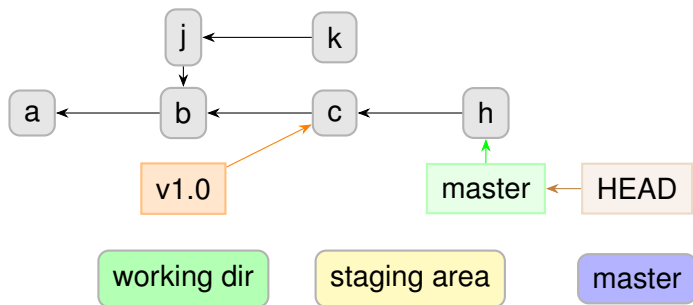 j
k
a
b
c
h
v1.0
master
HEAD
working dir
staging area
master